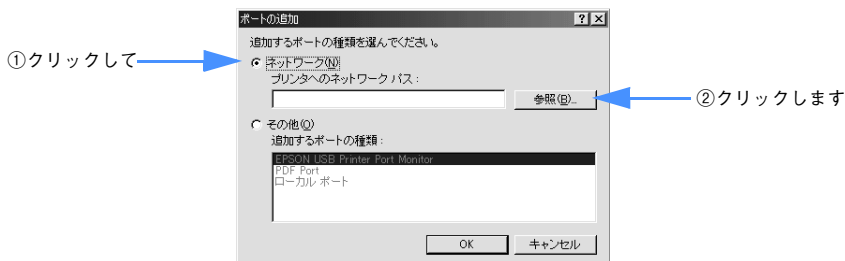 ポートの追加
追加するポートの種類を選んでください。
①クリックして
ネットワーク(N)
プリンタへのネットワーク パス :
参照(B)...
②クリックします
その他(O)
追加するポートの種類 :
EPSON USB Printer Port Monitor
PDF Port
ローカル ポート
OK
キャンセル